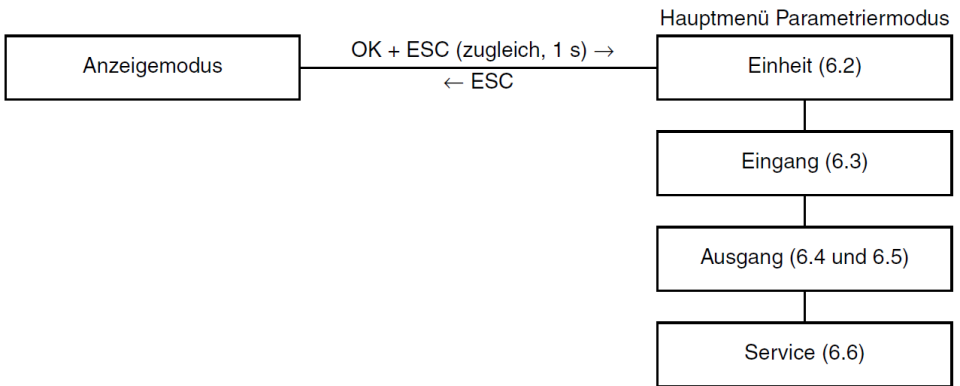 Hauptmenü Parametriermodus
Anzeigemodus
OK + ESC (zugleich, 1 s) →
← ESC
Einheit (6.2)
Eingang (6.3)
Ausgang (6.4 und 6.5)
Service (6.6)